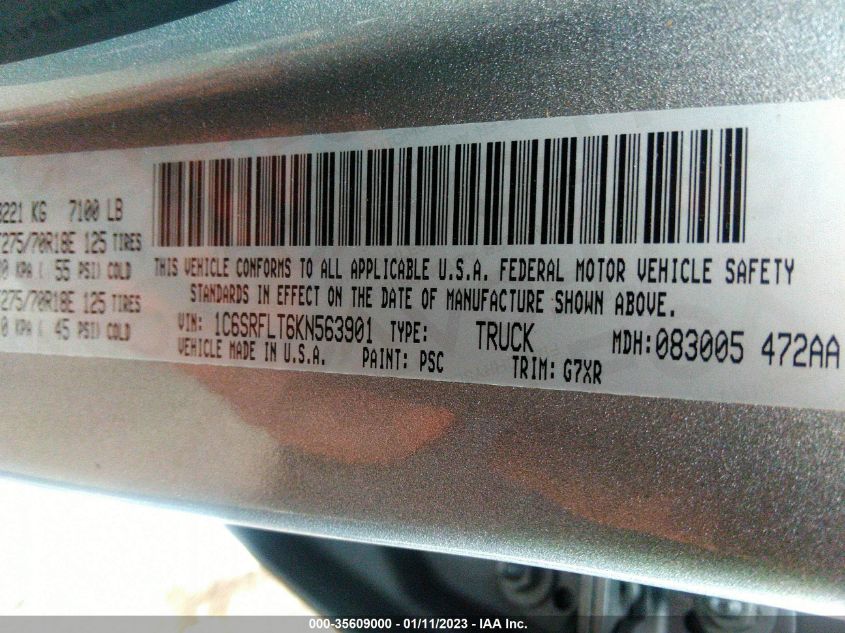 3221 KG 7100 LB
275/70R18E 125 TIRES
0 KPA ( 55 PSI) COLD
275/70R18E 125 TIRES
0 KPA ( 45 PSI) COLD
THIS VEHICLE CONFORMS TO ALL APPLICABLE U.S.A. FEDERAL MOTOR VEHICLE SAFETY
STANDARDS IN EFFECT ON THE DATE OF MANUFACTURE SHOWN ABOVE.
VIN: 1C6SRFLT6KN563901 TYPE: TRUCK MDH: 083005 472AA
VEHICLE MADE IN U.S.A. PAINT: PSC TRIM: G7XR
000-35609000 — 01/11/2023 — IAA Inc.